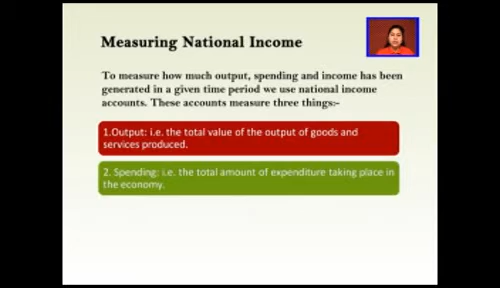 Measuring National Income
To measure how much output, spending and income has been
generated in a given time period we use national income
accounts. These accounts measure three things:-
1.Output: i.e. the total value of the output of goods and
services produced.
2. Spending: i.e. the total amount of expenditure taking place in
the economy.